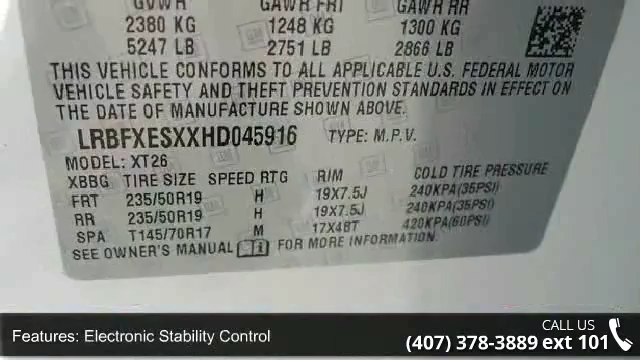 GVWR GAWR FRT GAWR RR
2380 KG 1248 KG 1300 KG
5247 LB 2751 LB 2866 LB
THIS VEHICLE CONFORMS TO ALL APPLICABLE U.S. FEDERAL MOTOR
VEHICLE SAFETY AND THEFT PREVENTION STANDARDS IN EFFECT ON
THE DATE OF MANUFACTURE SHOWN ABOVE.
LRBFXESXXHD045916 TYPE: M.P.V.
MODEL: XT26
XBBG TIRE SIZE SPEED RTG RIM COLD TIRE PRESSURE
FRT 235/50R19 H 19X7.5J 240KPA(35PSI)
RR 235/50R19 H 19X7.5J 240KPA(35PSI)
SPA T145/70R17 M 17X4BT 420KPA(60PSI)
SEE OWNER'S MANUAL FOR MORE INFORMATION.
Features: Electronic Stability Control
CALL US
(407) 378-3889 ext 101